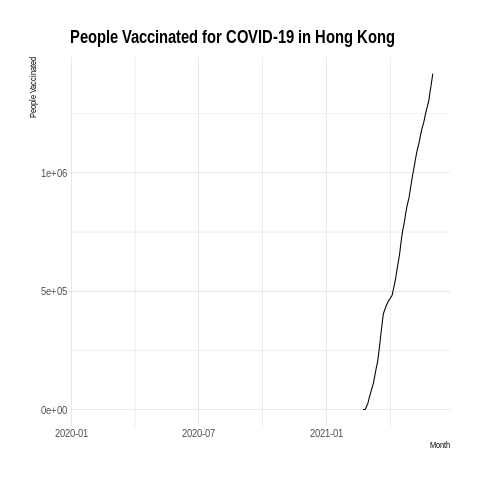 People Vaccinated for COVID-19 in Hong Kong
People Vaccinated
1e+06
5e+05
0e+00
2020-01
2020-07
2021-01
Month